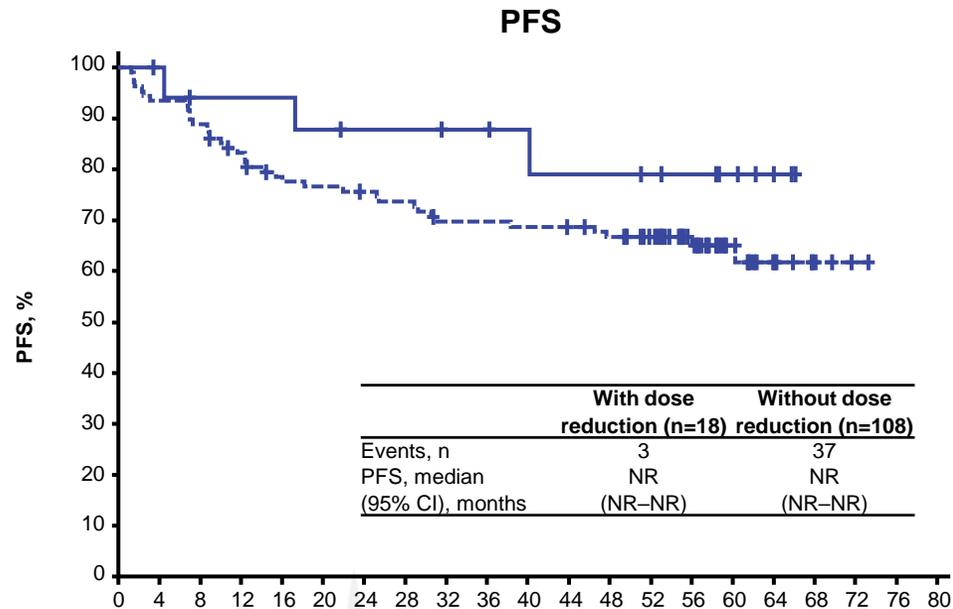 PFS
100
90
80
70
60
50
40
30
20
10
0
PFS, %
With dose Without dose
reduction (n=18) reduction (n=108)
Events, n 3 37
PFS, median NR NR
(95% CI), months (NR–NR) (NR–NR)
0 4 8 12 16 20 24 28 32 36 40 44 48 52 56 60 64 68 72 76 80